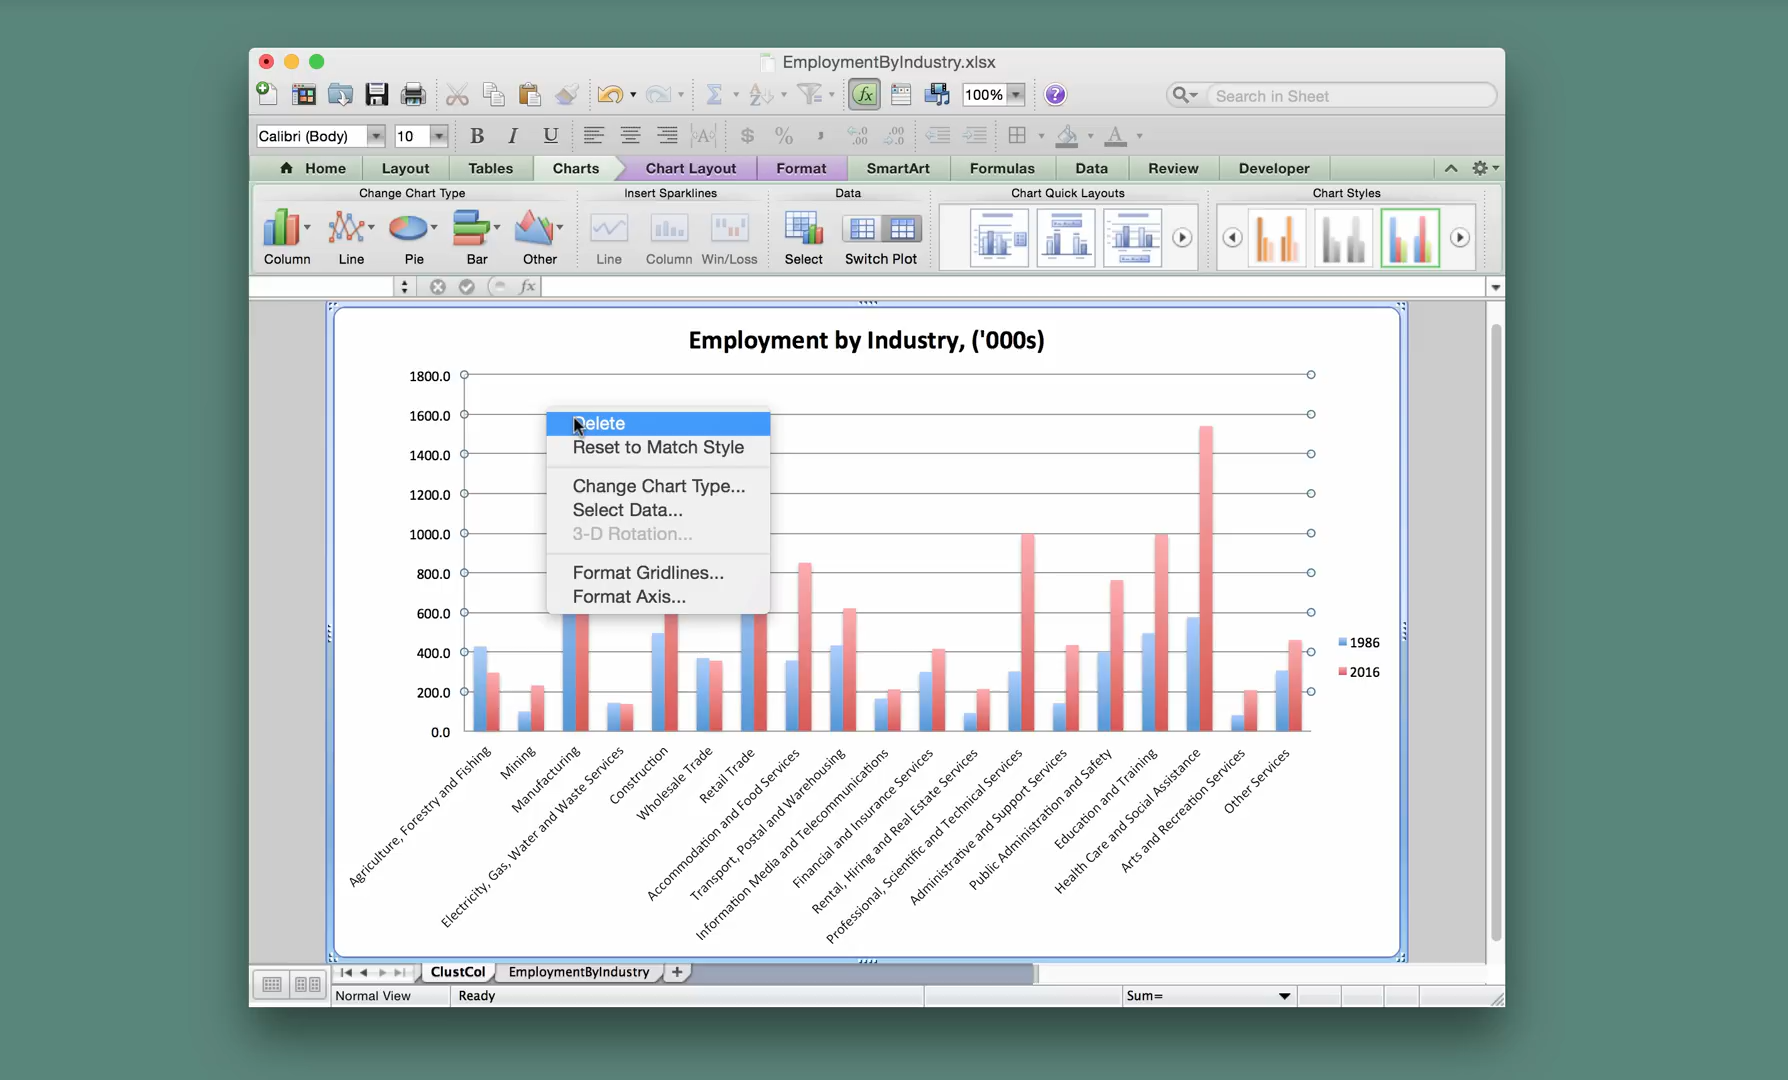 EmploymentByIndustry.xlsx
100%
Search in Sheet
Calibri (Body)
10
B I U
$ %
Home Layout Tables Charts Chart Layout Format SmartArt Formulas Data Review Developer
Change Chart Type Insert Sparklines Data Chart Quick Layouts Chart Styles
Column Line Pie Bar Other Line Column Win/Loss Select Switch Plot
fx
Employment by Industry, ('000s)
1800.0
1600.0
1400.0
1200.0
1000.0
800.0
600.0
400.0
200.0
0.0
Delete
Reset to Match Style
Change Chart Type...
Select Data...
3-D Rotation...
Format Gridlines...
Format Axis...
1986
2016
Agriculture, Forestry and Fishing
Mining
Manufacturing
Electricity, Gas, Water and Waste Services
Construction
Wholesale Trade
Retail Trade
Accommodation and Food Services
Transport, Postal and Warehousing
Information Media and Telecommunications
Financial and Insurance Services
Rental, Hiring and Real Estate Services
Professional, Scientific and Technical Services
Administrative and Support Services
Public Administration and Safety
Education and Training
Health Care and Social Assistance
Arts and Recreation Services
Other Services
ClustCol EmploymentByIndustry
Normal View Ready Sum=